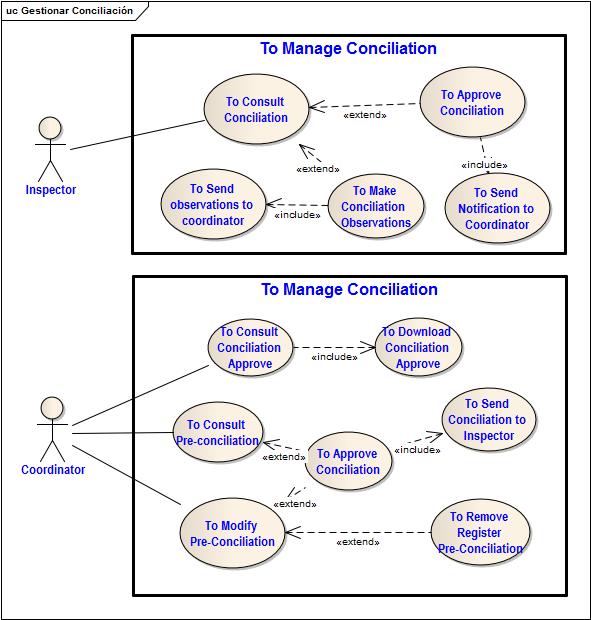 uc Gestionar Conciliación
To Manage Conciliation
To Consult
Conciliation
To Approve
Conciliation
«extend»
«include»
«extend»
Inspector
To Send
observations to
coordinator
«include»
To Make
Conciliation
Observations
To Send
Notification to
Coordinator
To Manage Conciliation
To Consult
Conciliation
Approve
«include»
To Download
Conciliation
Approve
To Consult
Pre-conciliation
«extend»
To Approve
Conciliation
«include»
To Send
Conciliation to
Inspector
Coordinator
«extend»
To Modify
Pre-Conciliation
«extend»
To Remove
Register
Pre-Conciliation